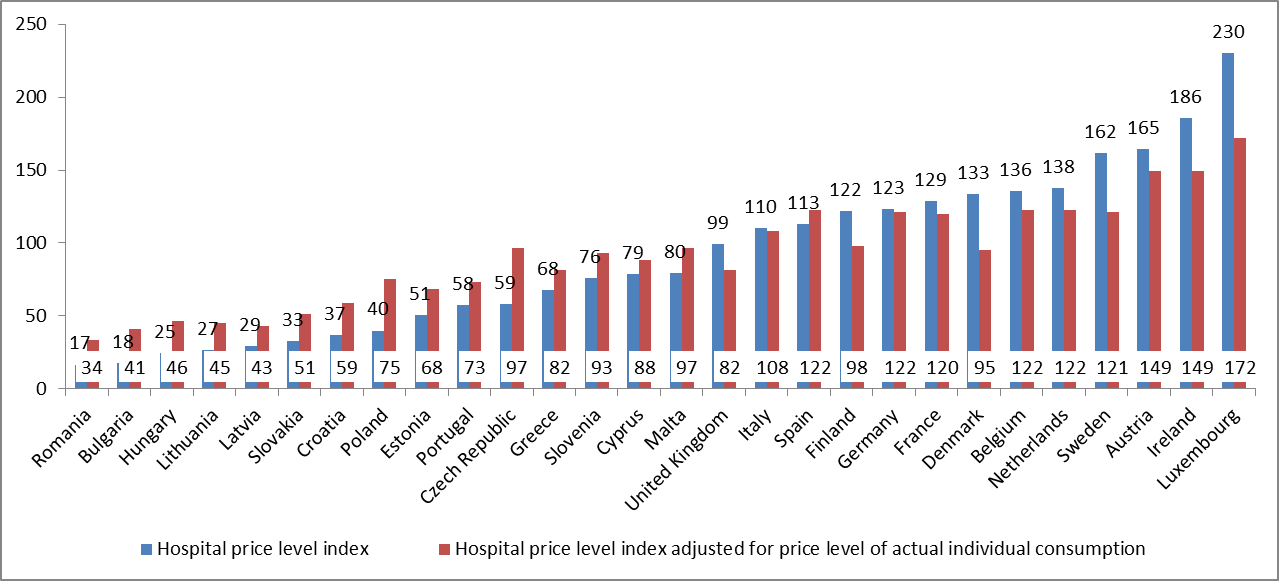 250
200
150
100
50
0
17 18 25 27 29 33 37 40 51 58 59 68 76 79 80 99 110 113 122 123 129 133 136 138 162 165 186 230
34 41 46 45 43 51 59 75 68 73 97 82 93 88 97 82 108 122 98 122 120 95 122 122 121 149 149 172
Romania
Bulgaria
Hungary
Lithuania
Latvia
Slovakia
Croatia
Poland
Estonia
Portugal
Czech Republic
Greece
Slovenia
Cyprus
Malta
United Kingdom
Italy
Spain
Finland
Germany
France
Denmark
Belgium
Netherlands
Sweden
Austria
Ireland
Luxembourg
Hospital price level index
Hospital price level index adjusted for price level of actual individual consumption